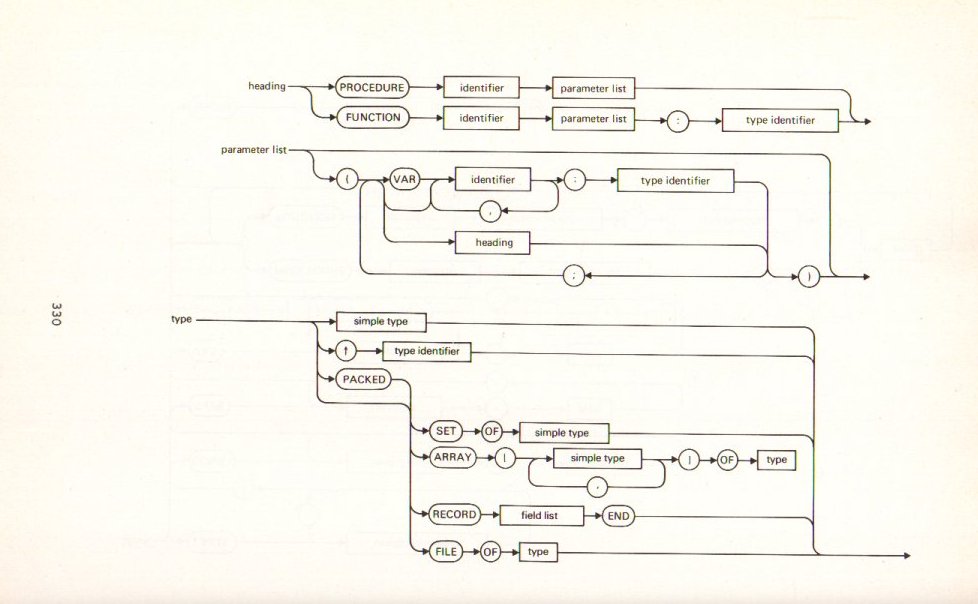 heading PROCEDURE identifier parameter list
FUNCTION identifier parameter list : type identifier
parameter list
( VAR identifier : type identifier
,
heading
; )
330
type simple type
↑ type identifier
PACKED
SET OF simple type
ARRAY [ simple type ] OF type
,
RECORD field list END
FILE OF type